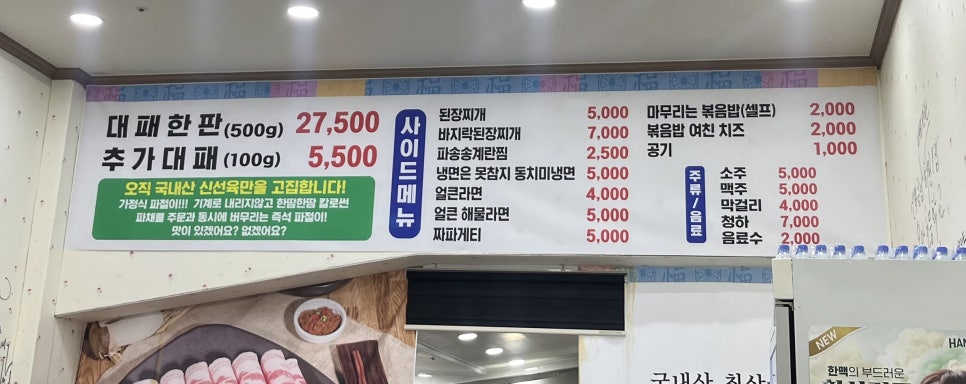 대패한판(500g) 27,500
추가대패(100g) 5,500
오직 국내산 신선육만을 고집합니다!
가정식 파절이!!! 기계로 내리지않고 한땀한땀 칼로썬
파채를 주문과 동시에 버무리는 즉석 파절이!
맛이 있겠어요? 없겠어요?
사이드메뉴
된장찌개 5,000
바지락된장찌개 7,000
파송송계란찜 2,500
냉면은 못참지 동치미냉면 5,000
얼큰라면 4,000
얼큰 해물라면 5,000
짜파게티 5,000
마무리는 볶음밥(셀프) 2,000
볶음밥 여친 치즈 2,000
공기 1,000
주류/음료
소주 5,000
맥주 5,000
막걸리 4,000
청하 7,000
음료수 2,000
국내산 최상
NEW
HAN
한맥의 부드러운